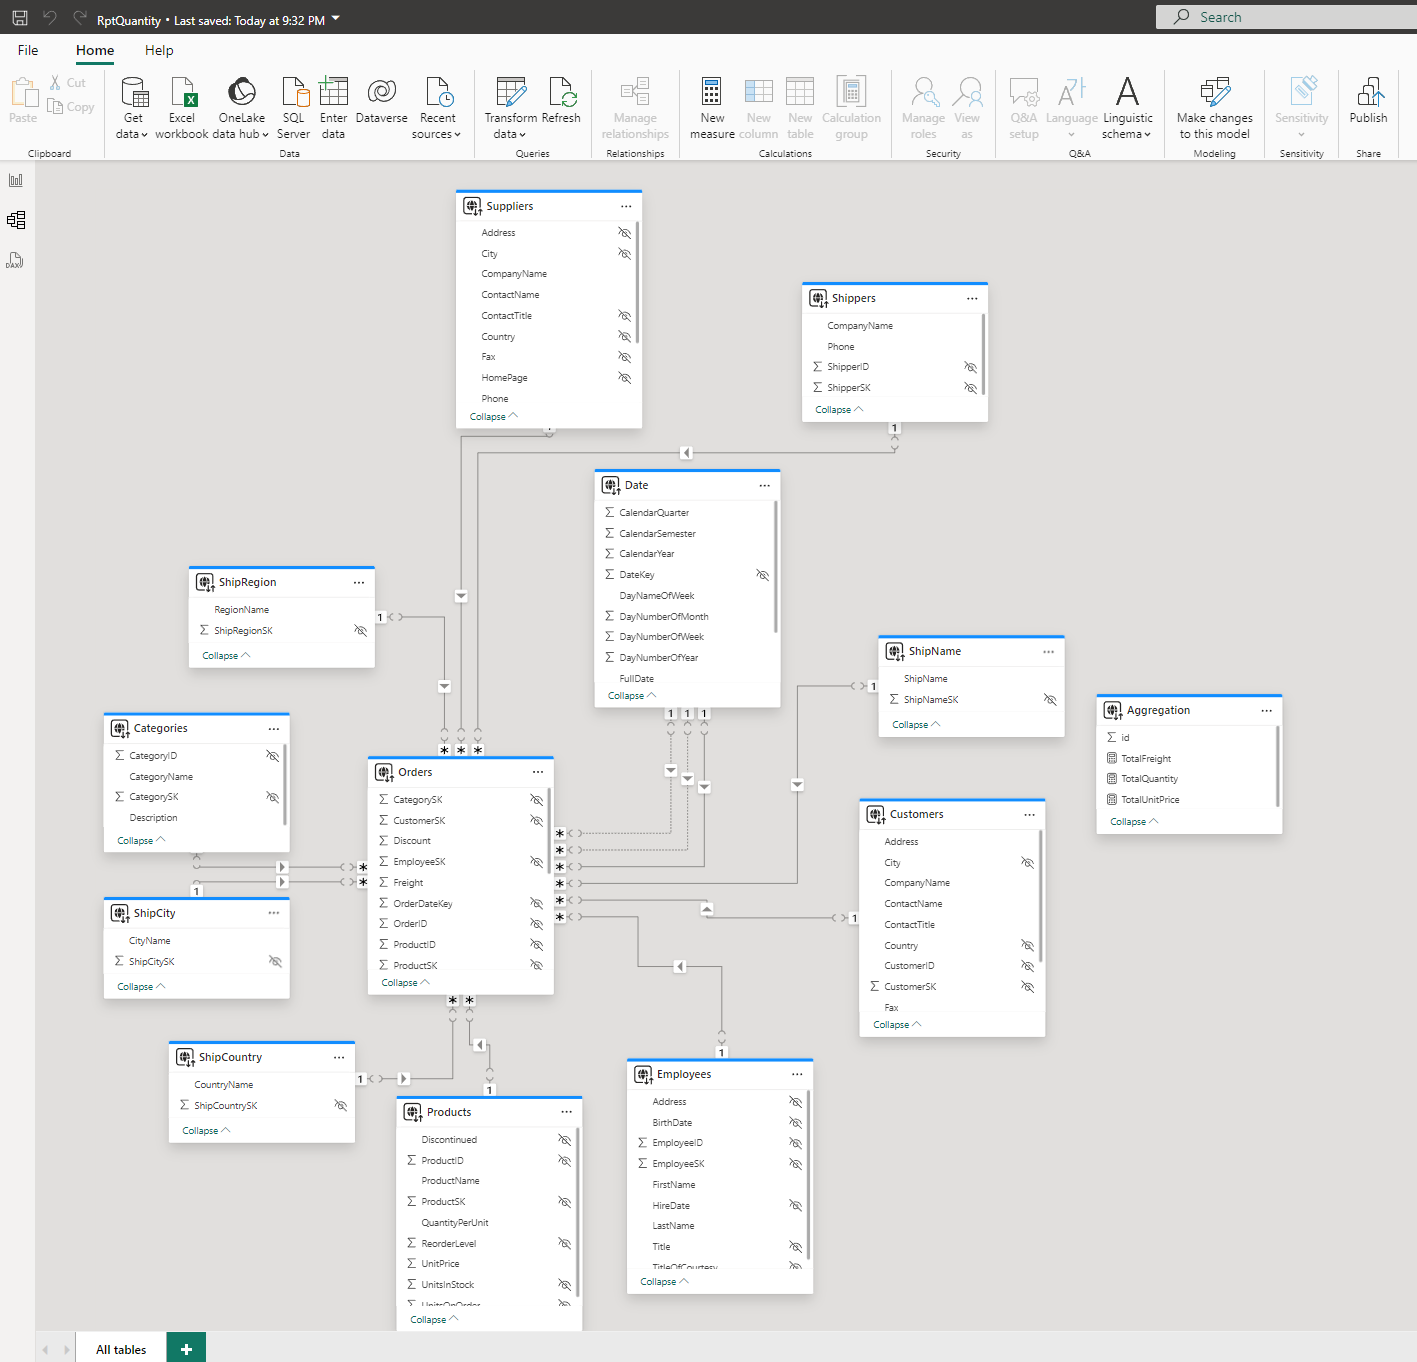 RptQuantity • Last saved: Today at 9:32 PM
Search
File
Home
Help
Paste
Cut
Copy
Clipboard
Get data
Excel workbook
OneLake data hub
SQL Server
Enter data
Dataverse
Recent sources
Data
Transform data
Refresh
Queries
Manage relationships
Relationships
New measure
New column
New table
Calculation group
Calculations
Manage roles
View as
Security
Q&A setup
Language
Linguistic schema
Q&A
Make changes to this model
Modeling
Sensitivity
Sensitivity
Publish
Share
DAX
Suppliers
Address
City
CompanyName
ContactName
ContactTitle
Country
Fax
HomePage
Phone
Collapse
Shippers
CompanyName
Phone
ShipperID
ShipperSK
Collapse
1
Date
CalendarQuarter
CalendarSemester
CalendarYear
DateKey
DayNameOfWeek
DayNumberOfMonth
DayNumberOfWeek
DayNumberOfYear
FullDate
Collapse
1 1 1
ShipRegion
RegionName
ShipRegionSK
Collapse
1
ShipName
ShipName
ShipNameSK
Collapse
1
Aggregation
id
TotalFreight
TotalQuantity
TotalUnitPrice
Collapse
Categories
CategoryID
CategoryName
CategorySK
Description
Collapse
1
* * *
Orders
CategorySK
CustomerSK
Discount
EmployeeSK
Freight
OrderDateKey
OrderID
ProductID
ProductSK
Collapse
*
*
*
*
*
*
*
*
* *
Customers
Address
City
CompanyName
ContactName
ContactTitle
Country
CustomerID
CustomerSK
Fax
Collapse
1
ShipCity
CityName
ShipCitySK
Collapse
ShipCountry
CountryName
ShipCountrySK
Collapse
1
1
Products
Discontinued
ProductID
ProductName
ProductSK
QuantityPerUnit
ReorderLevel
UnitPrice
UnitsInStock
UnitsOnOrder
Collapse
1
Employees
Address
BirthDate
EmployeeID
EmployeeSK
FirstName
HireDate
LastName
Title
TitleOfCourtesy
Collapse
All tables
+